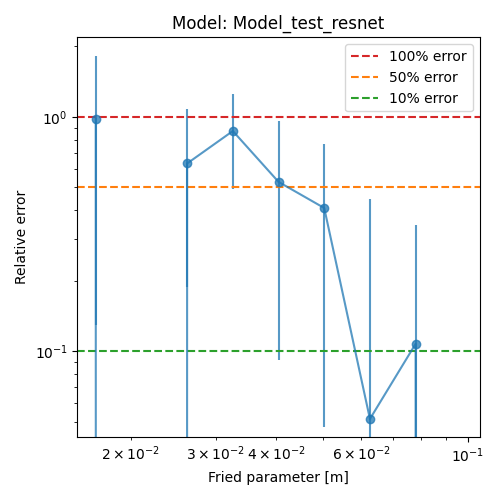 Model: Model_test_resnet
100% error
50% error
10% error
10⁰
10⁻¹
Relative error
2 × 10⁻²
3 × 10⁻²
4 × 10⁻²
6 × 10⁻²
10⁻¹
Fried parameter [m]